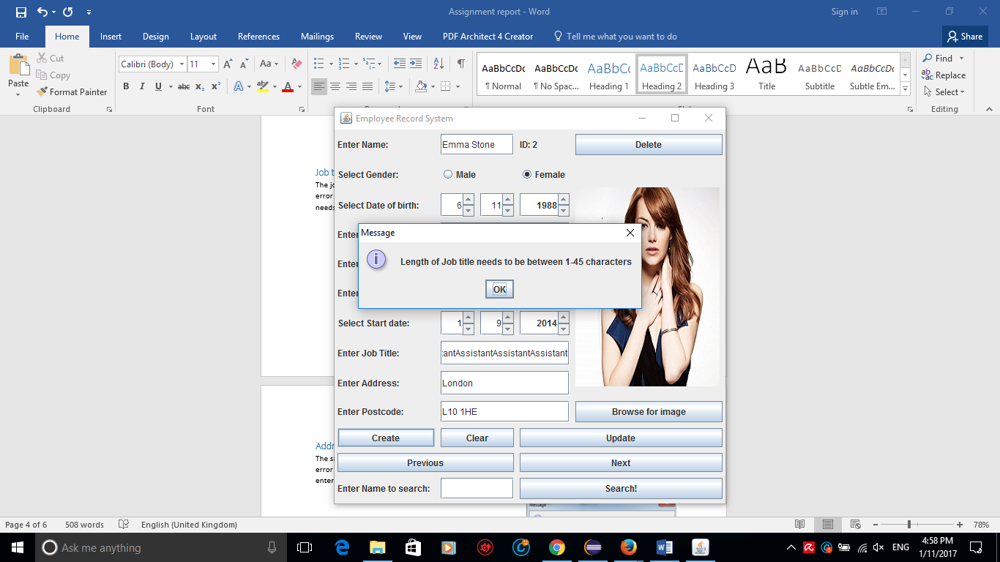 Assignment report - Word
Sign in
File Home Insert Design Layout References Mailings Review View PDF Architect 4 Creator Tell me what you want to do Share
Paste
Cut
Copy
Format Painter
Clipboard
Calibri (Body) 11
Font
AaBbCcDc AaBbCcDc AaBbCc AaBbCcD AaBbCcD AaB AaBbCcD AaBbCcDc
¶ Normal ¶ No Spac... Heading 1 Heading 2 Heading 3 Title Subtitle Subtle Em...
Find
Replace
Select
Editing
Job t
The jo
error
needs
Addr
The sa
error
enter
Employee Record System
Enter Name: Emma Stone ID: 2 Delete
Select Gender: Male Female
Select Date of birth: 6 11 1988
Enter
Enter
Enter
Message
Length of Job title needs to be between 1-45 characters
OK
Select Start date: 1 9 2014
Enter Job Title: tantAssistantAssistantAssistant
Enter Address: London
Enter Postcode: L10 1HE Browse for image
Create Clear Update
Previous Next
Enter Name to search: Search!
Message
Page 4 of 6 508 words English (United Kingdom) 78%
Ask me anything
ENG
4:58 PM
1/11/2017